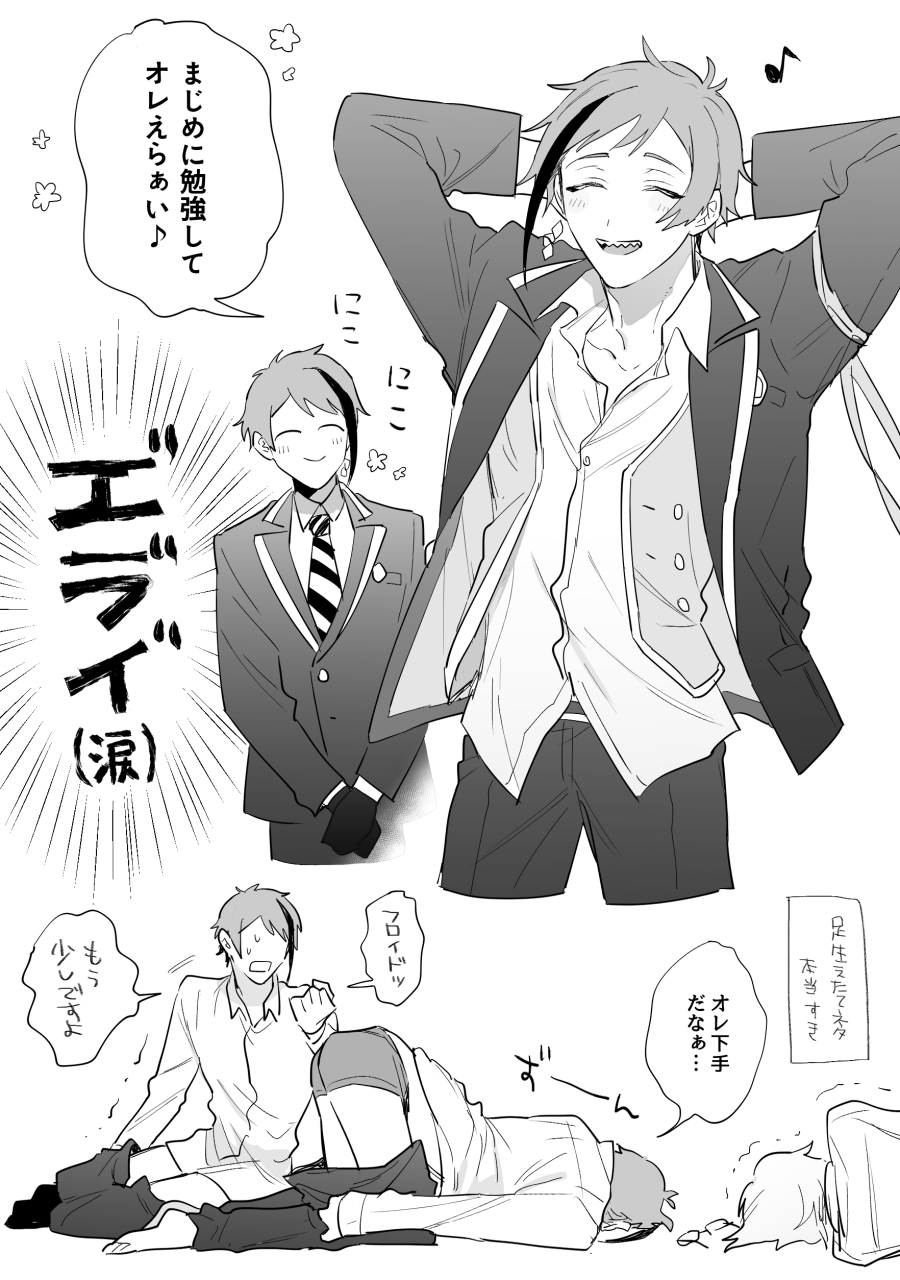 まじめに勉強して
オレえらぁい♪
にこ
にこ
エ゛ラ゛イ゛
(涙)
もう
少しですよ
フロイドッ
オレ下手
だなぁ…
ず゛ーん
足生えたてネタ
本当すき